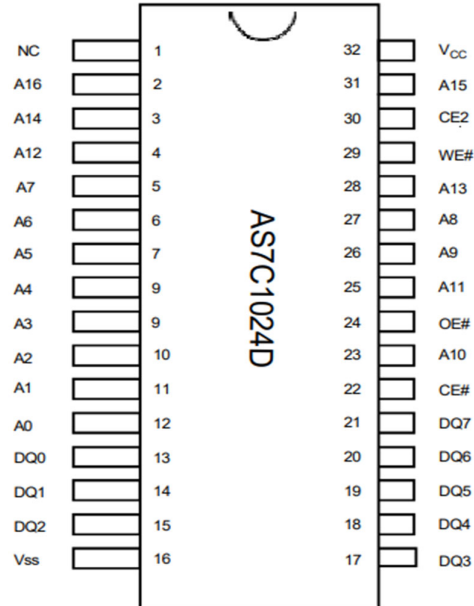 NC 1 32 VCC
A16 2 31 A15
A14 3 30 CE2
A12 4 29 WE#
A7 5 28 A13
A6 6 27 A8
A5 7 26 A9
A4 9 25 A11
A3 9 24 OE#
A2 10 23 A10
A1 11 22 CE#
A0 12 21 DQ7
DQ0 13 20 DQ6
DQ1 14 19 DQ5
DQ2 15 18 DQ4
Vss 16 17 DQ3
AS7C1024D